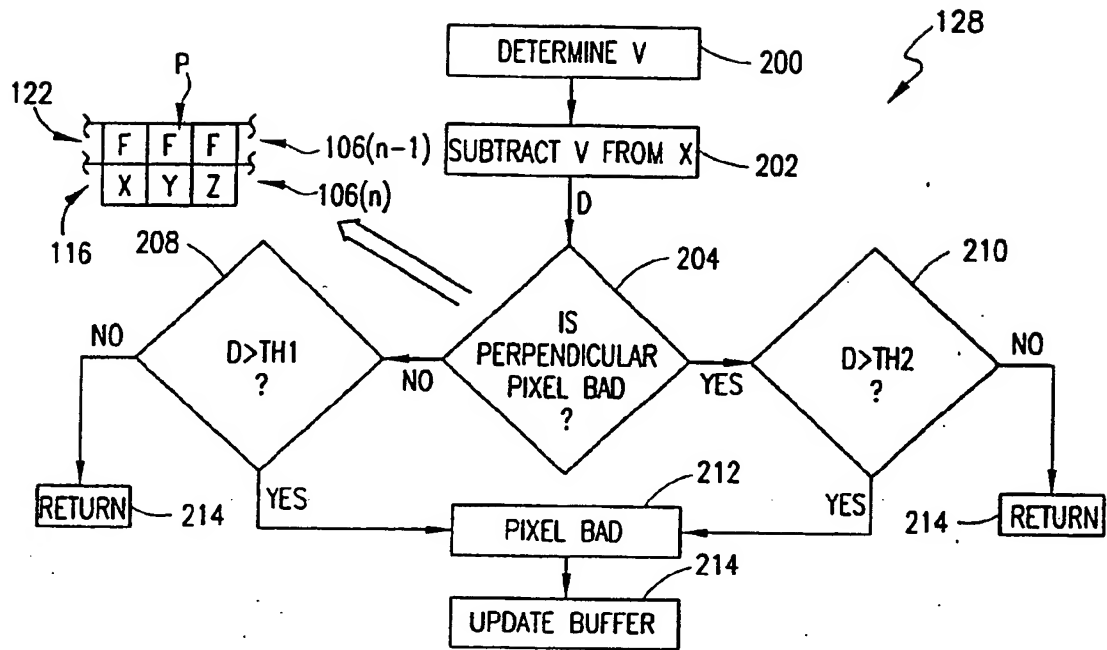 128
DETERMINE V
200
P
122
F F F
106(n-1)
X Y Z
106(n)
116
SUBTRACT V FROM X
202
D
208
204
210
NO
D>TH1
?
NO
IS
PERPENDICULAR
PIXEL BAD
?
YES
D>TH2
?
NO
YES
212
YES
RETURN
214
PIXEL BAD
214
RETURN
214
UPDATE BUFFER